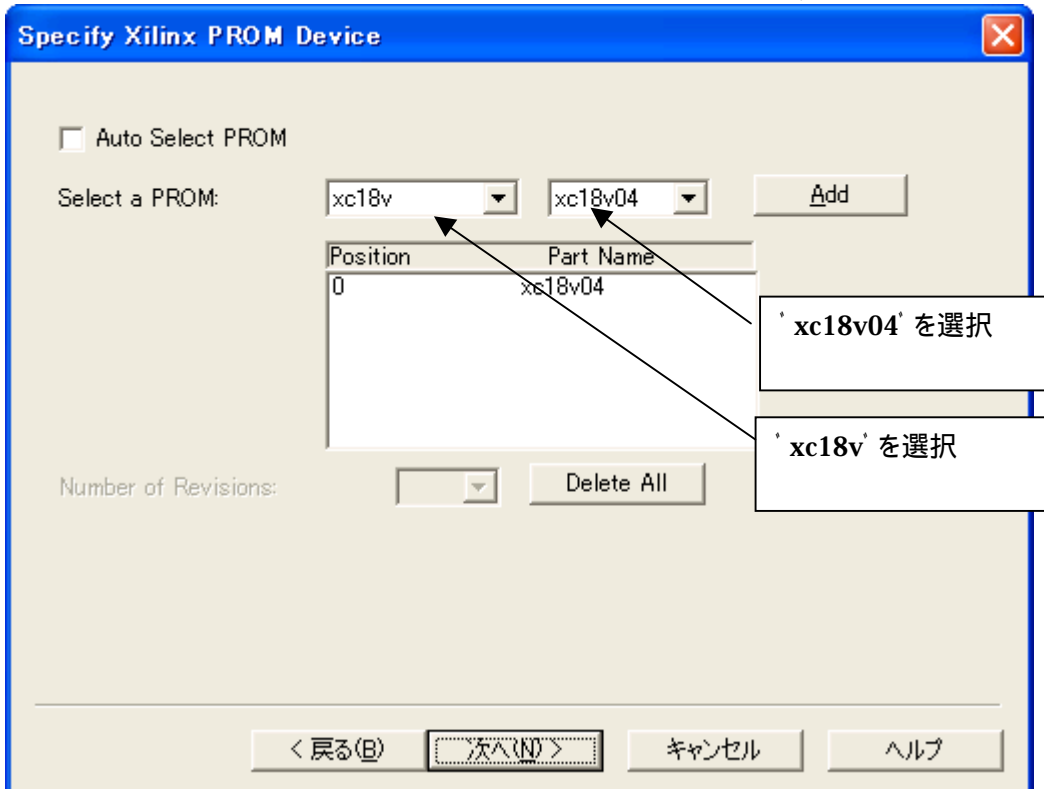 Specify Xilinx PROM Device
Auto Select PROM
Select a PROM:
xc18v
xc18v04
Add
Position Part Name
0 xc18v04
゛xc18v04゛を選択
゛xc18v゛を選択
Number of Revisions:
Delete All
< 戻る(B)
次へ(N) >
キャンセル
ヘルプ